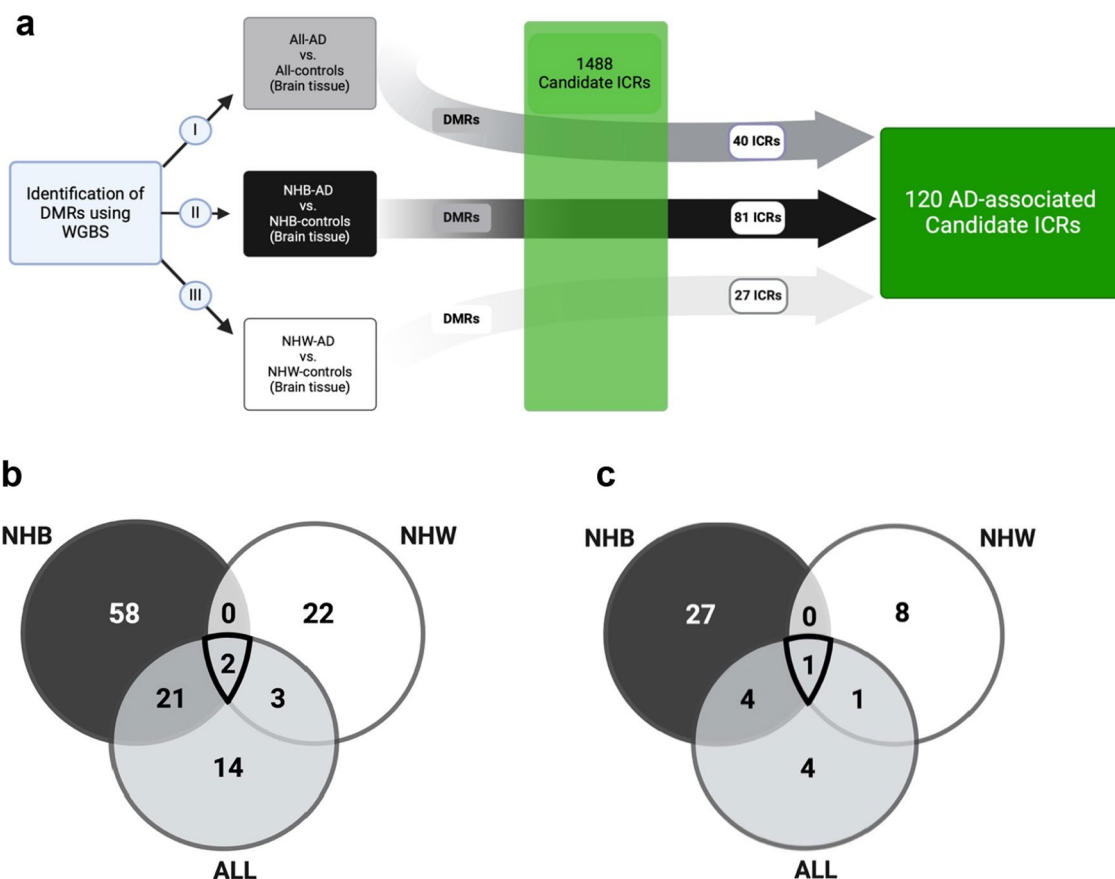 a
All-AD
vs.
All-controls
(Brain tissue)
1488
Candidate ICRs
DMRs
40 ICRs
I
Identification of
DMRs using
WGBS
II
NHB-AD
vs.
NHB-controls
(Brain tissue)
DMRs
81 ICRs
120 AD-associated
Candidate ICRs
III
NHW-AD
vs.
NHW-controls
(Brain tissue)
DMRs
27 ICRs
b
NHB
NHW
58
0
22
2
21
3
14
ALL
c
NHB
NHW
27
0
8
1
4
1
4
ALL